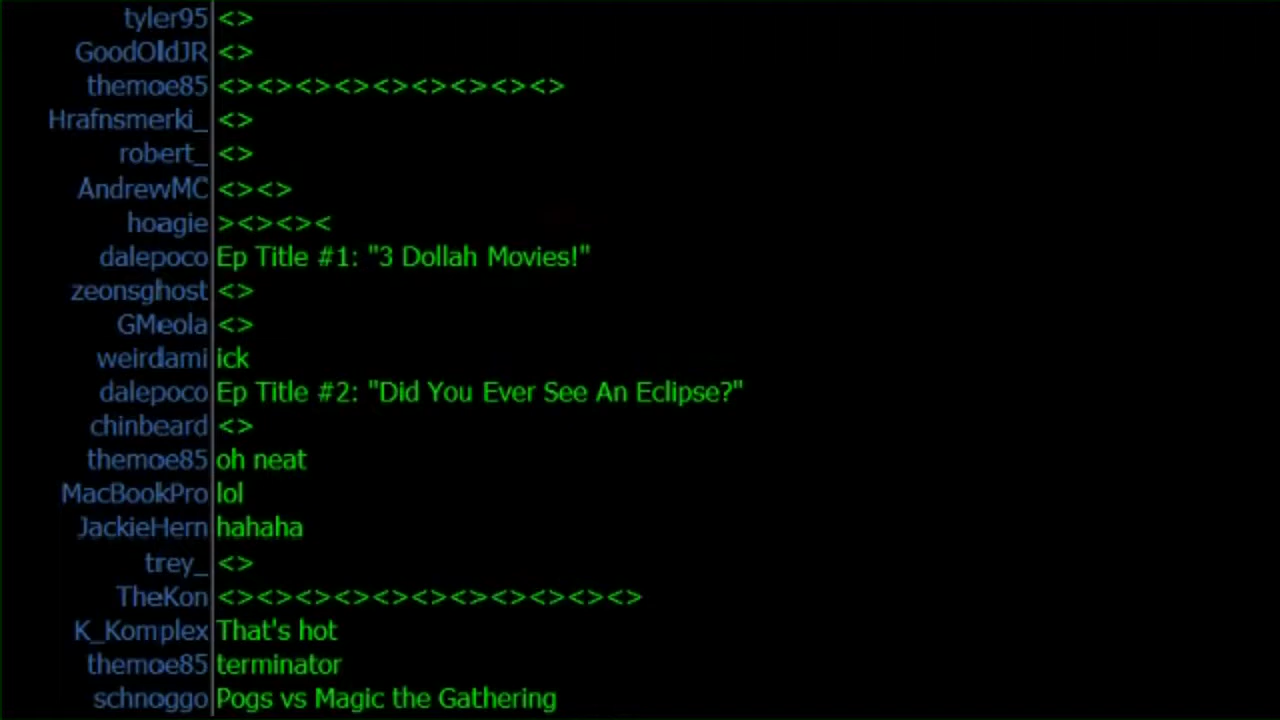 tyler95 <>
GoodOldJR <>
themoe85 <><><><><><><><><>
Hrafnsmerki_ <>
robert_ <>
AndrewMC <><>
hoagie ><><><
dalepoco Ep Title #1: "3 Dollah Movies!"
zeonsghost <>
GMeola <>
weirdami ick
dalepoco Ep Title #2: "Did You Ever See An Eclipse?"
chinbeard <>
themoe85 oh neat
MacBookPro lol
JackieHern hahaha
trey_ <>
TheKon <><><><><><><><><><><>
K_Komplex That's hot
themoe85 terminator
schnoggo Pogs vs Magic the Gathering